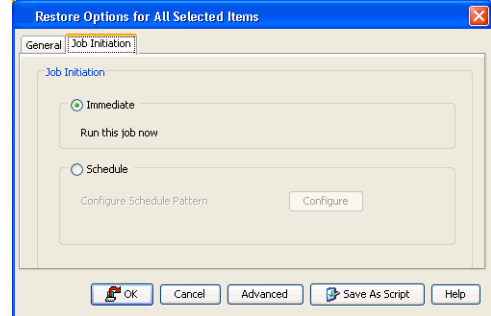 Restore Options for All Selected Items
General Job Initiation
Job Initiation
Immediate
Run this job now
Schedule
Configure Schedule Pattern Configure
OK Cancel Advanced Save As Script Help